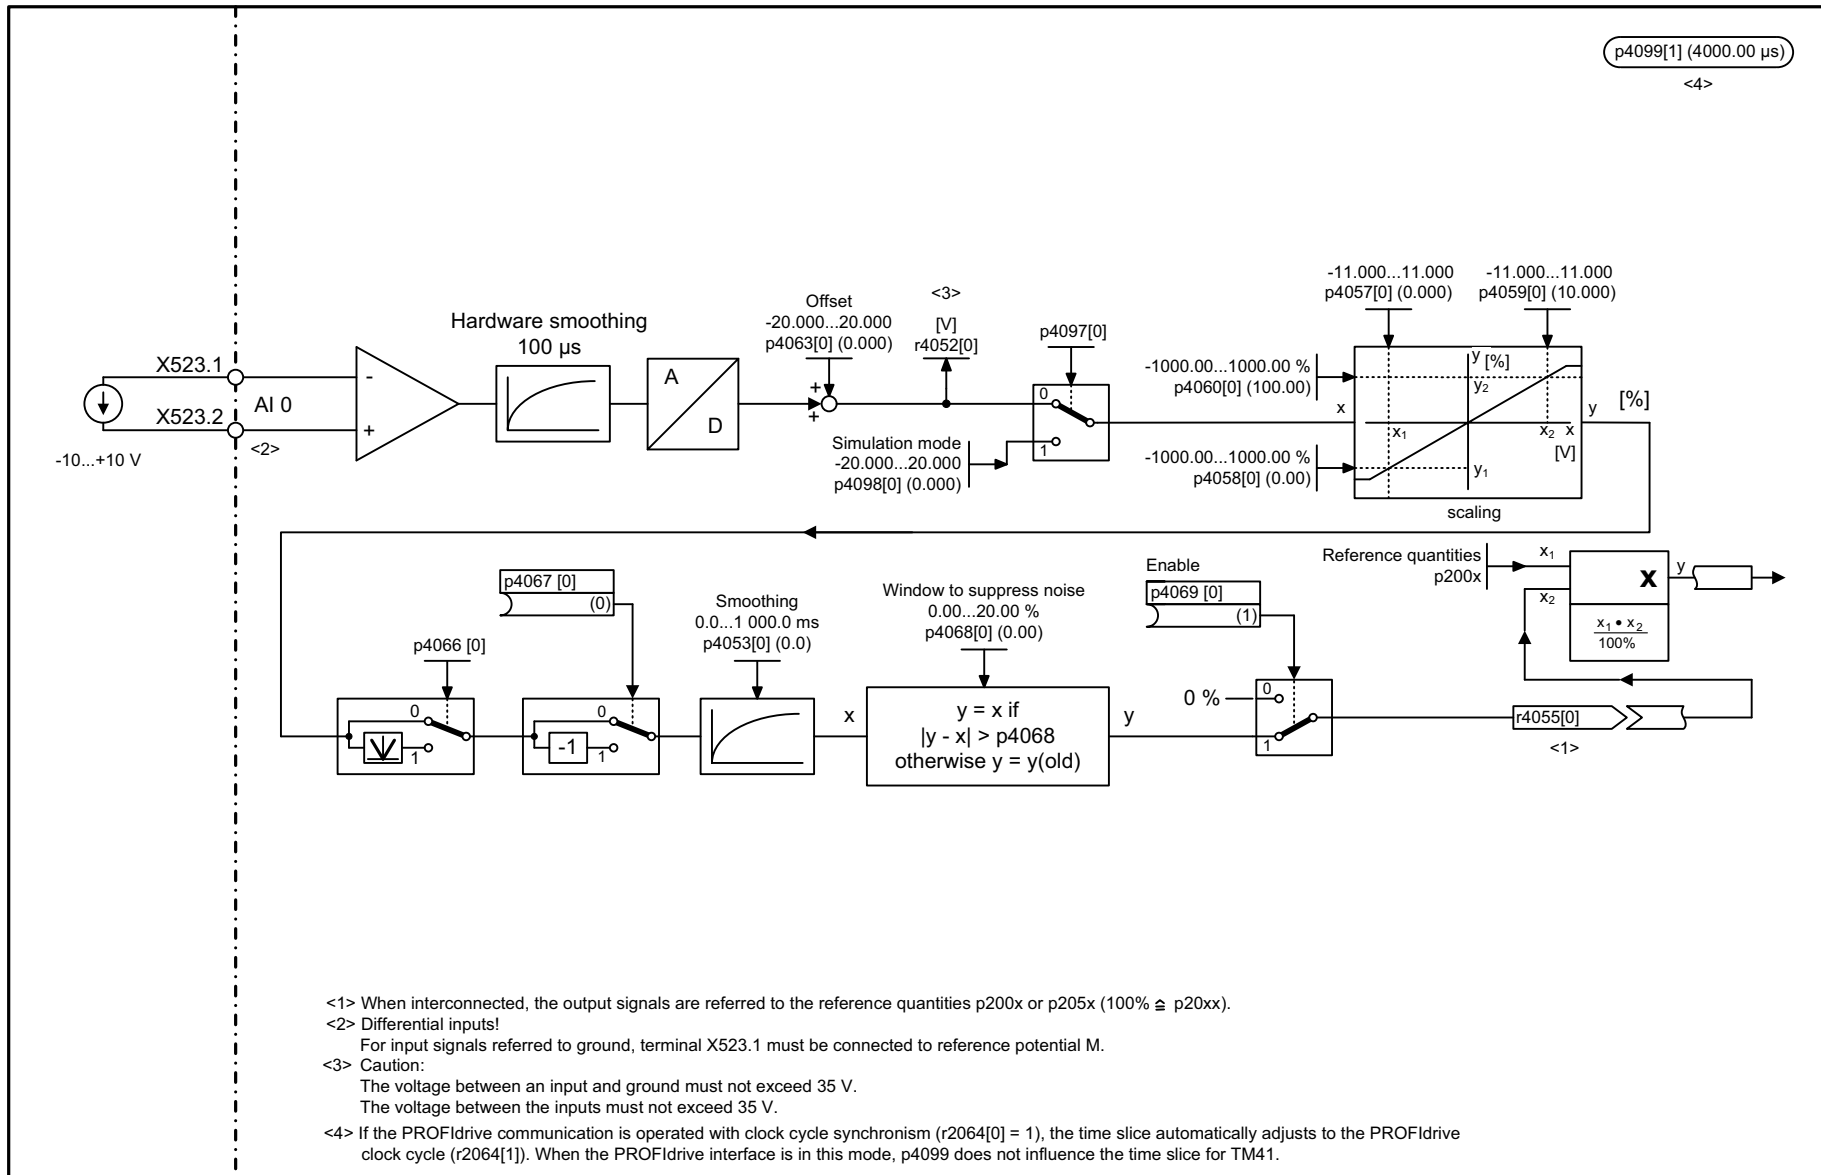 p4099[1] (4000.00 µs)
<4>
X523.1
X523.2
AI 0
<2>
-10...+10 V
-
+
Hardware smoothing
100 µs
A
D
Offset
-20.000...20.000
p4063[0] (0.000)
+
+
<3>
[V]
r4052[0]
p4097[0]
0
1
Simulation mode
-20.000...20.000
p4098[0] (0.000)
-11.000...11.000
p4057[0] (0.000)
-11.000...11.000
p4059[0] (10.000)
-1000.00...1000.00 %
p4060[0] (100.00)
-1000.00...1000.00 %
p4058[0] (0.00)
x
y [%]
y2
x1
x2 x
[V]
y1
y [%]
scaling
p4066 [0]
0
1
p4067 [0]
(0)
0
-1
1
Smoothing
0.0...1 000.0 ms
p4053[0] (0.0)
x
Window to suppress noise
0.00...20.00 %
p4068[0] (0.00)
y = x if
|y - x| > p4068
otherwise y = y(old)
y
Enable
p4069 [0]
(1)
0 %
0
1
Reference quantities
p200x
x1
x2
X
y
x1 • x2
100%
r4055[0]
<1>
<1> When interconnected, the output signals are referred to the reference quantities p200x or p205x (100% ≙ p20xx).
<2> Differential inputs!
For input signals referred to ground, terminal X523.1 must be connected to reference potential M.
<3> Caution:
The voltage between an input and ground must not exceed 35 V.
The voltage between the inputs must not exceed 35 V.
<4> If the PROFIdrive communication is operated with clock cycle synchronism (r2064[0] = 1), the time slice automatically adjusts to the PROFIdrive
clock cycle (r2064[1]). When the PROFIdrive interface is in this mode, p4099 does not influence the time slice for TM41.